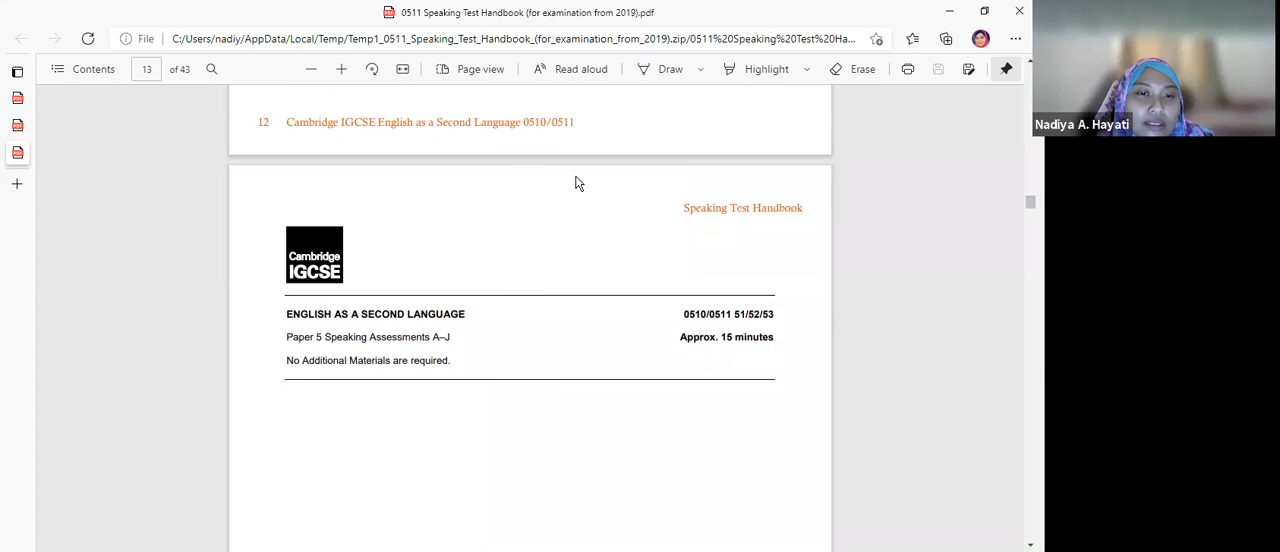 0511 Speaking Test Handbook (for examination from 2019).pdf
File C:/Users/nadiy/AppData/Local/Temp/Temp1_0511_Speaking_Test_Handbook_(for_examination_from_2019).zip/0511%20Speaking%20Test%20Ha...
Contents 13 of 43 Page view Read aloud Draw Highlight Erase
Nadiya A. Hayati
12 Cambridge IGCSE English as a Second Language 0510/0511
Speaking Test Handbook
Cambridge
IGCSE
ENGLISH AS A SECOND LANGUAGE 0510/0511 51/52/53
Paper 5 Speaking Assessments A–J Approx. 15 minutes
No Additional Materials are required.